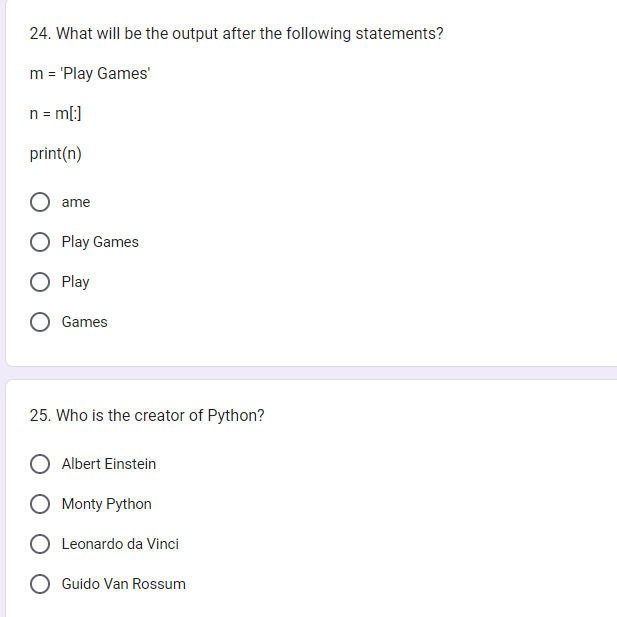 24. What will be the output after the following statements?
m = 'Play Games'
n = m[:]
print(n)
ame
Play Games
Play
Games
25. Who is the creator of Python?
Albert Einstein
Monty Python
Leonardo da Vinci
Guido Van Rossum